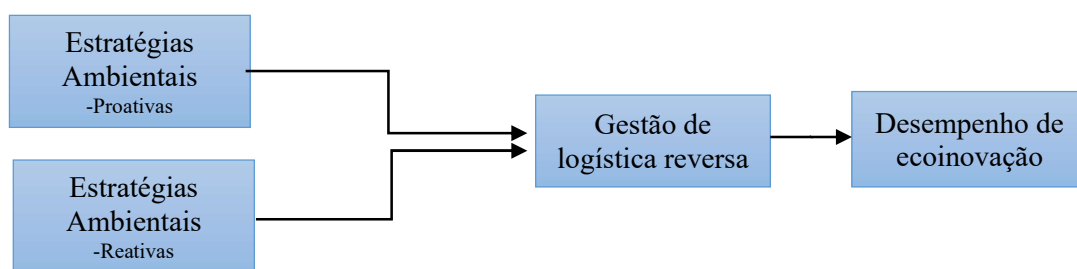 Estratégias
Ambientais
-Proativas
Estratégias
Ambientais
-Reativas
Gestão de
logística reversa
Desempenho de
ecoinovação